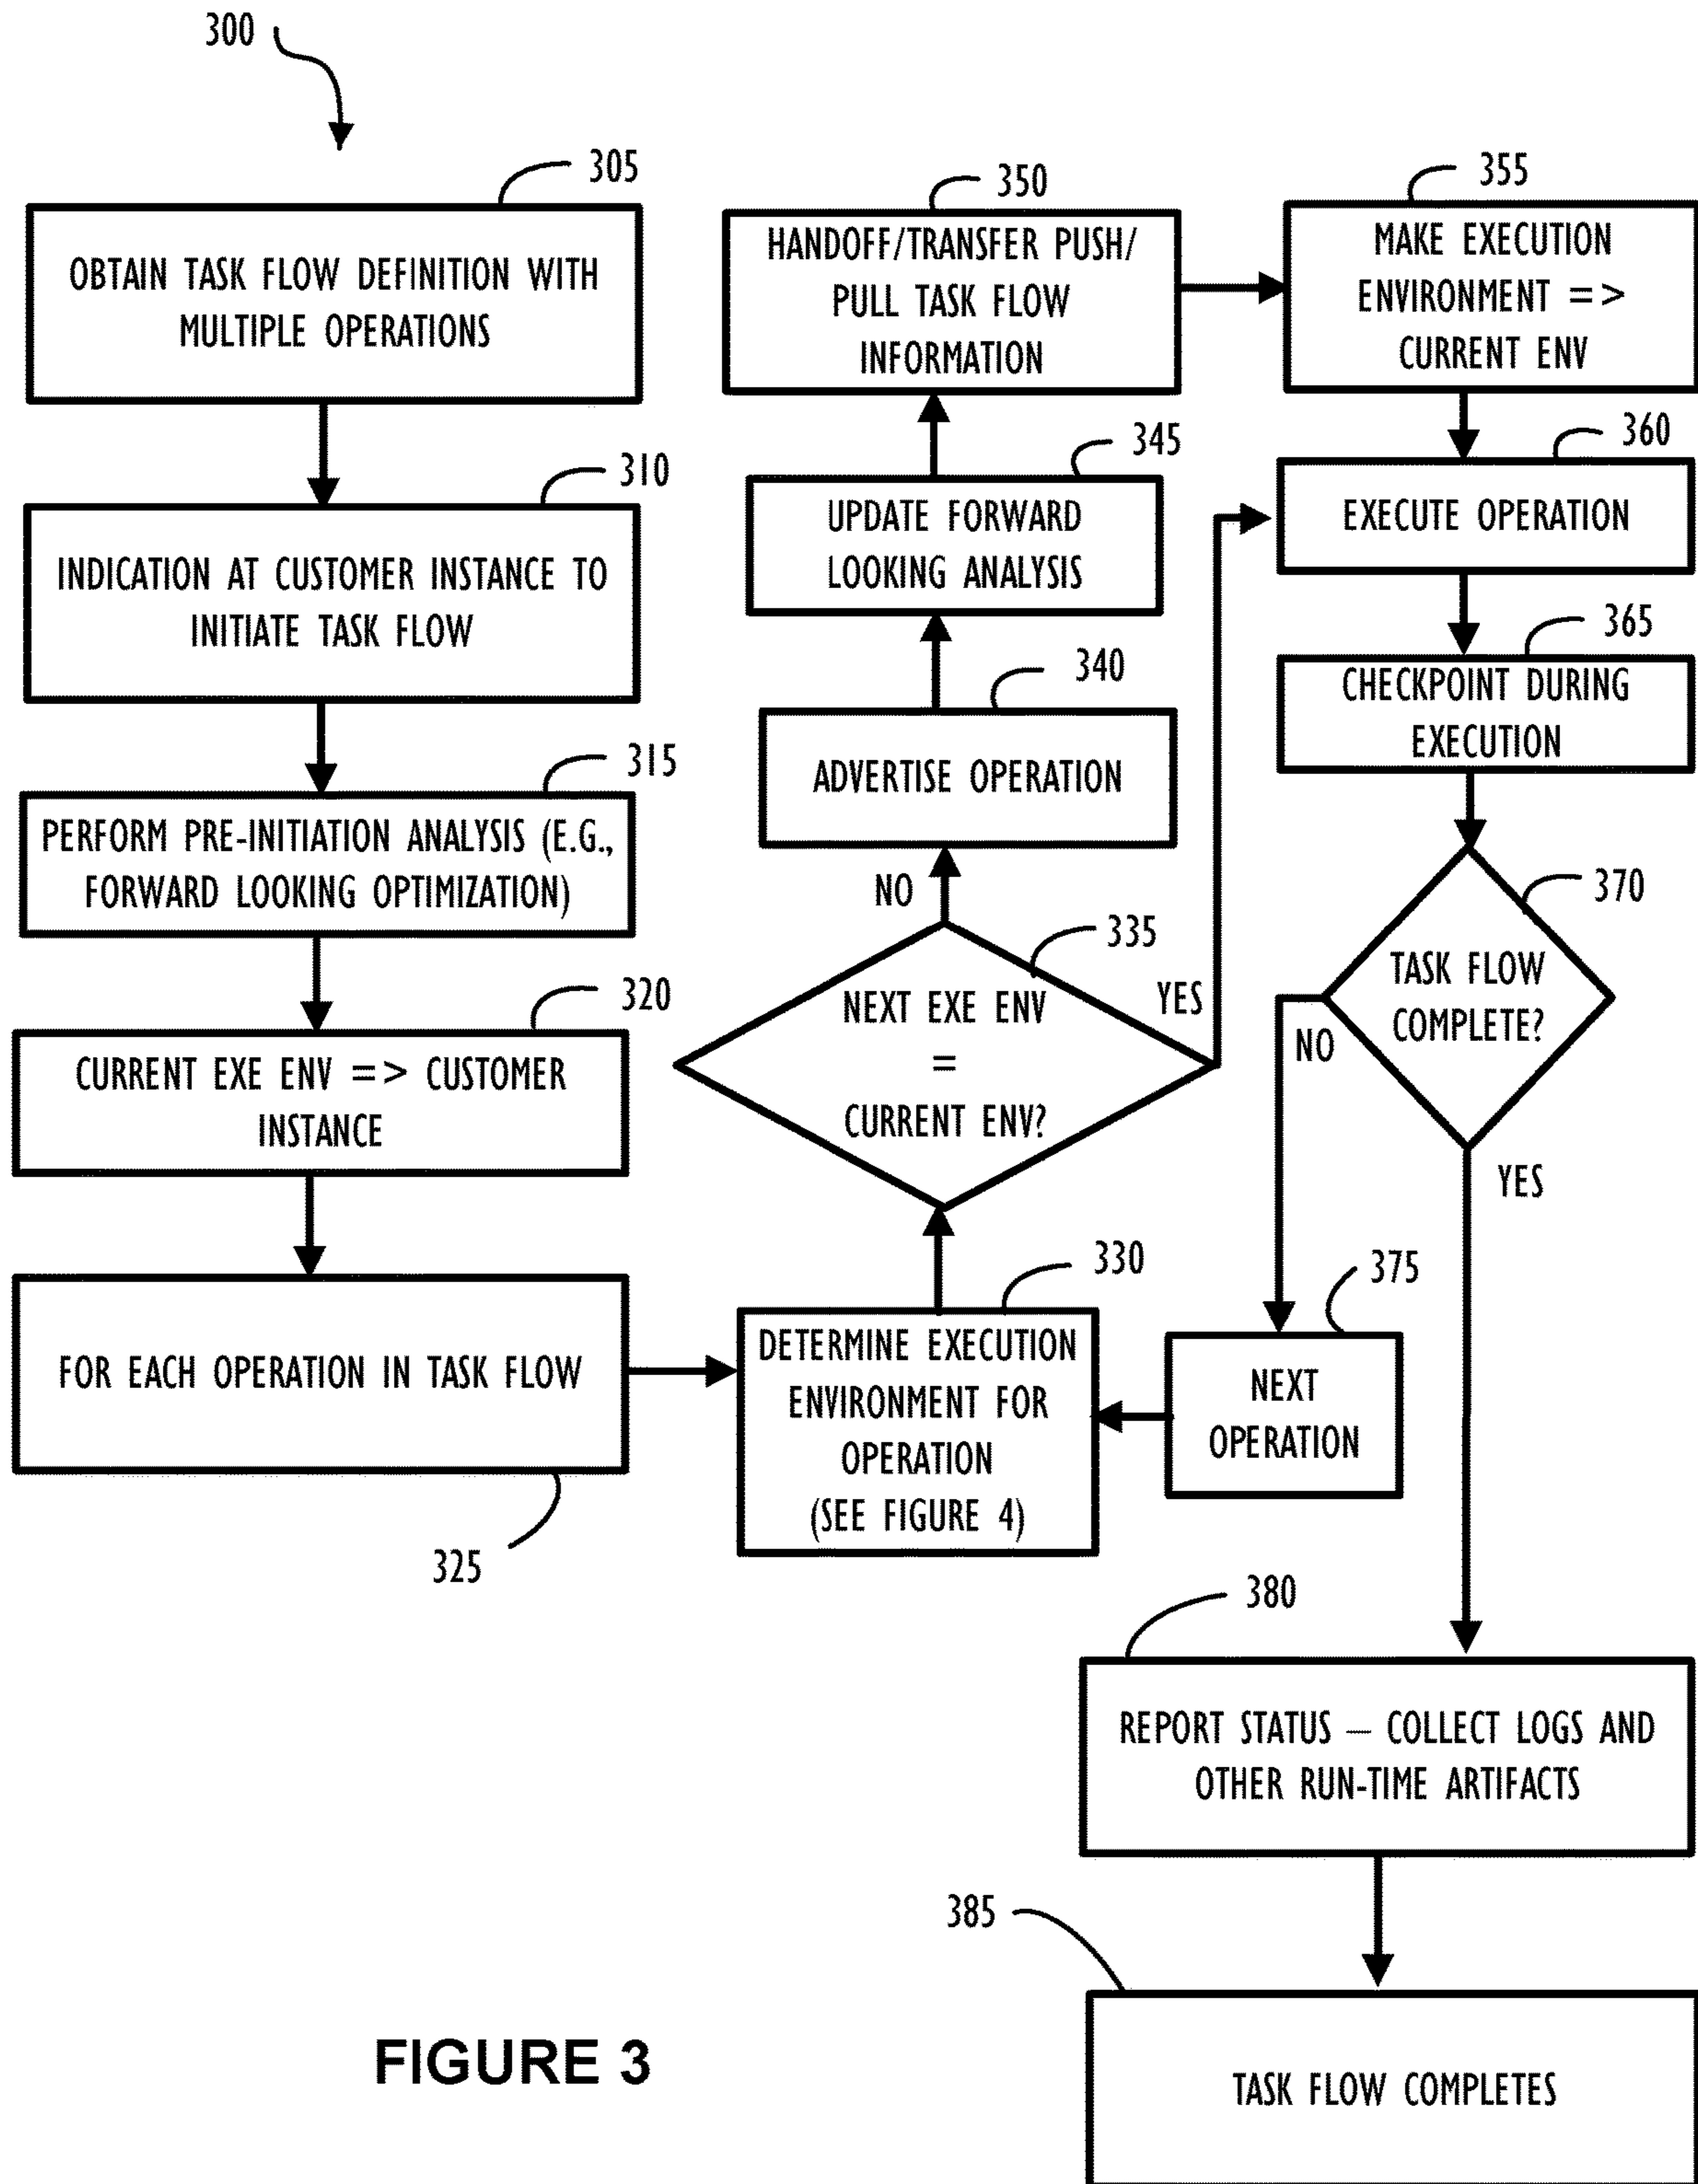 300
305
OBTAIN TASK FLOW DEFINITION WITH
MULTIPLE OPERATIONS
310
INDICATION AT CUSTOMER INSTANCE TO
INITIATE TASK FLOW
315
PERFORM PRE-INITIATION ANALYSIS (E.G.,
FORWARD LOOKING OPTIMIZATION)
320
CURRENT EXE ENV => CUSTOMER
INSTANCE
FOR EACH OPERATION IN TASK FLOW
325
330
DETERMINE EXECUTION
ENVIRONMENT FOR
OPERATION
(SEE FIGURE 4)
335
NEXT EXE ENV
=
CURRENT ENV?
NO
YES
340
ADVERTISE OPERATION
345
UPDATE FORWARD
LOOKING ANALYSIS
350
HANDOFF/TRANSFER PUSH/
PULL TASK FLOW
INFORMATION
355
MAKE EXECUTION
ENVIRONMENT =>
CURRENT ENV
360
EXECUTE OPERATION
365
CHECKPOINT DURING
EXECUTION
370
TASK FLOW
COMPLETE?
NO
YES
375
NEXT
OPERATION
380
REPORT STATUS – COLLECT LOGS AND
OTHER RUN-TIME ARTIFACTS
385
TASK FLOW COMPLETES
FIGURE 3